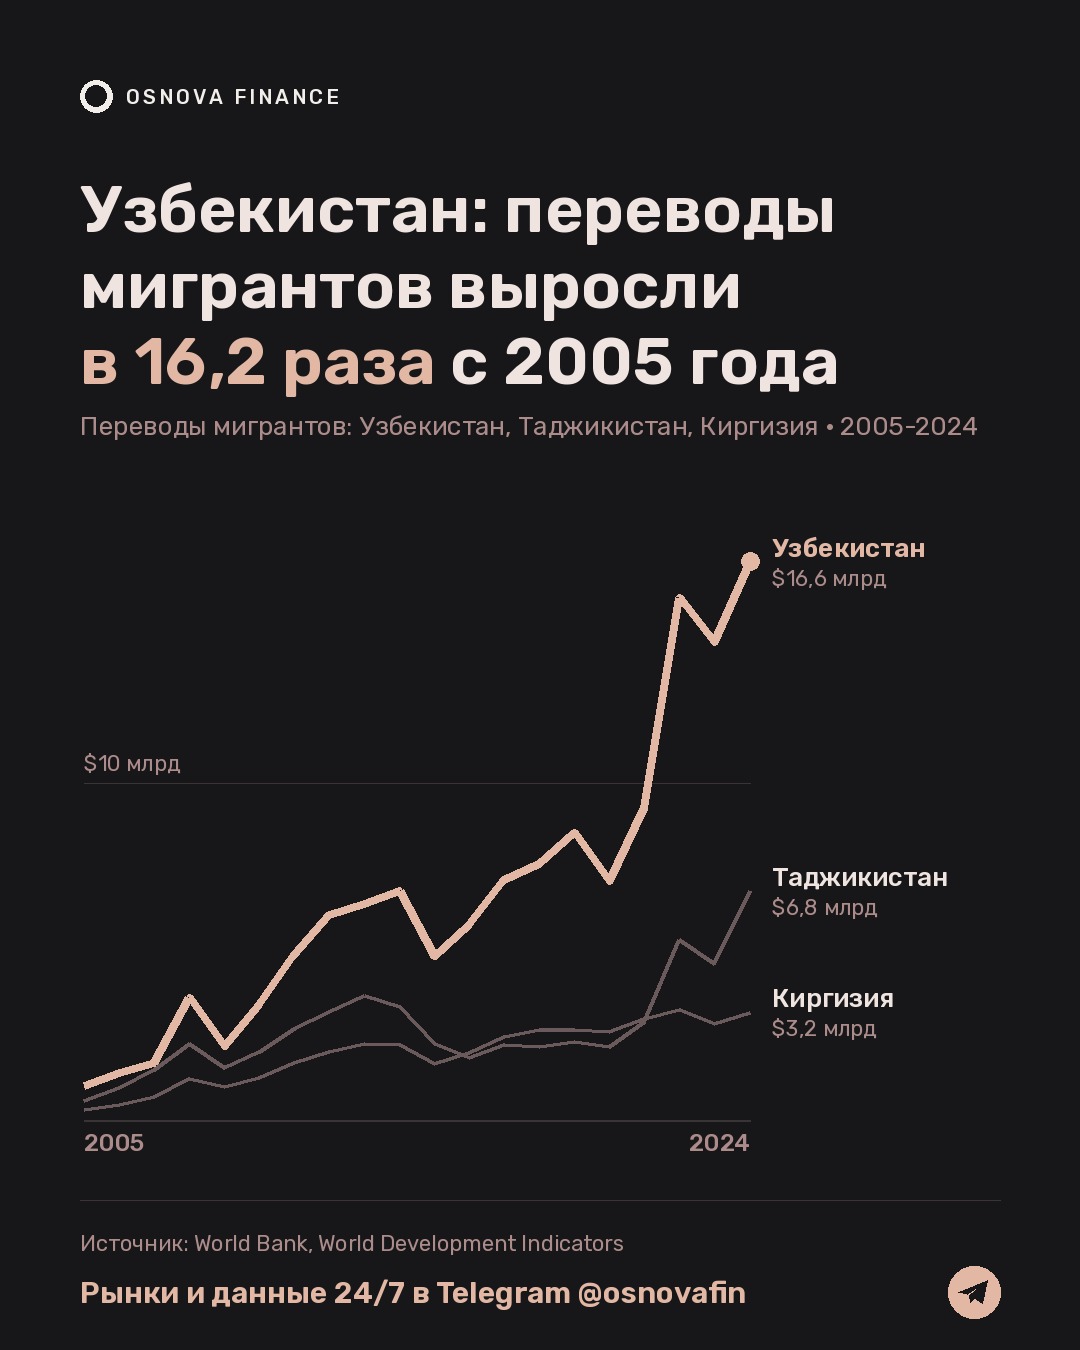 OSNOVA FINANCE
Узбекистан: переводы
мигрантов выросли
в 16,2 раза с 2005 года
Переводы мигрантов: Узбекистан, Таджикистан, Киргизия • 2005-2024
Узбекистан
$16,6 млрд
$10 млрд
Таджикистан
$6,8 млрд
Киргизия
$3,2 млрд
2005
2024
Источник: World Bank, World Development Indicators
Рынки и данные 24/7 в Telegram @osnovafin